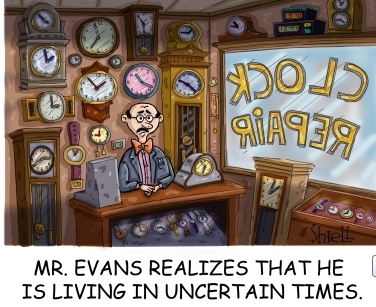 CLOCK
REPAIR
Shiell
MR. EVANS REALIZES THAT HE
IS LIVING IN UNCERTAIN TIMES.